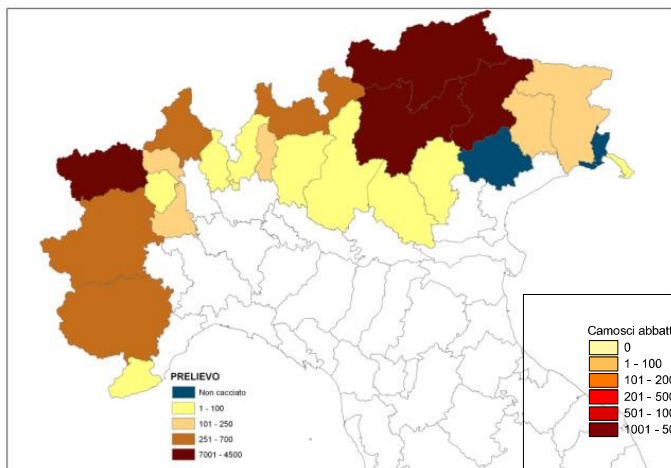 PRELIEVO
Non cacciato
1 - 100
101 - 250
251 - 700
7001 - 4500
Camosci abbatt
0
1 - 100
101 - 200
201 - 500
501 - 100
1001 - 50